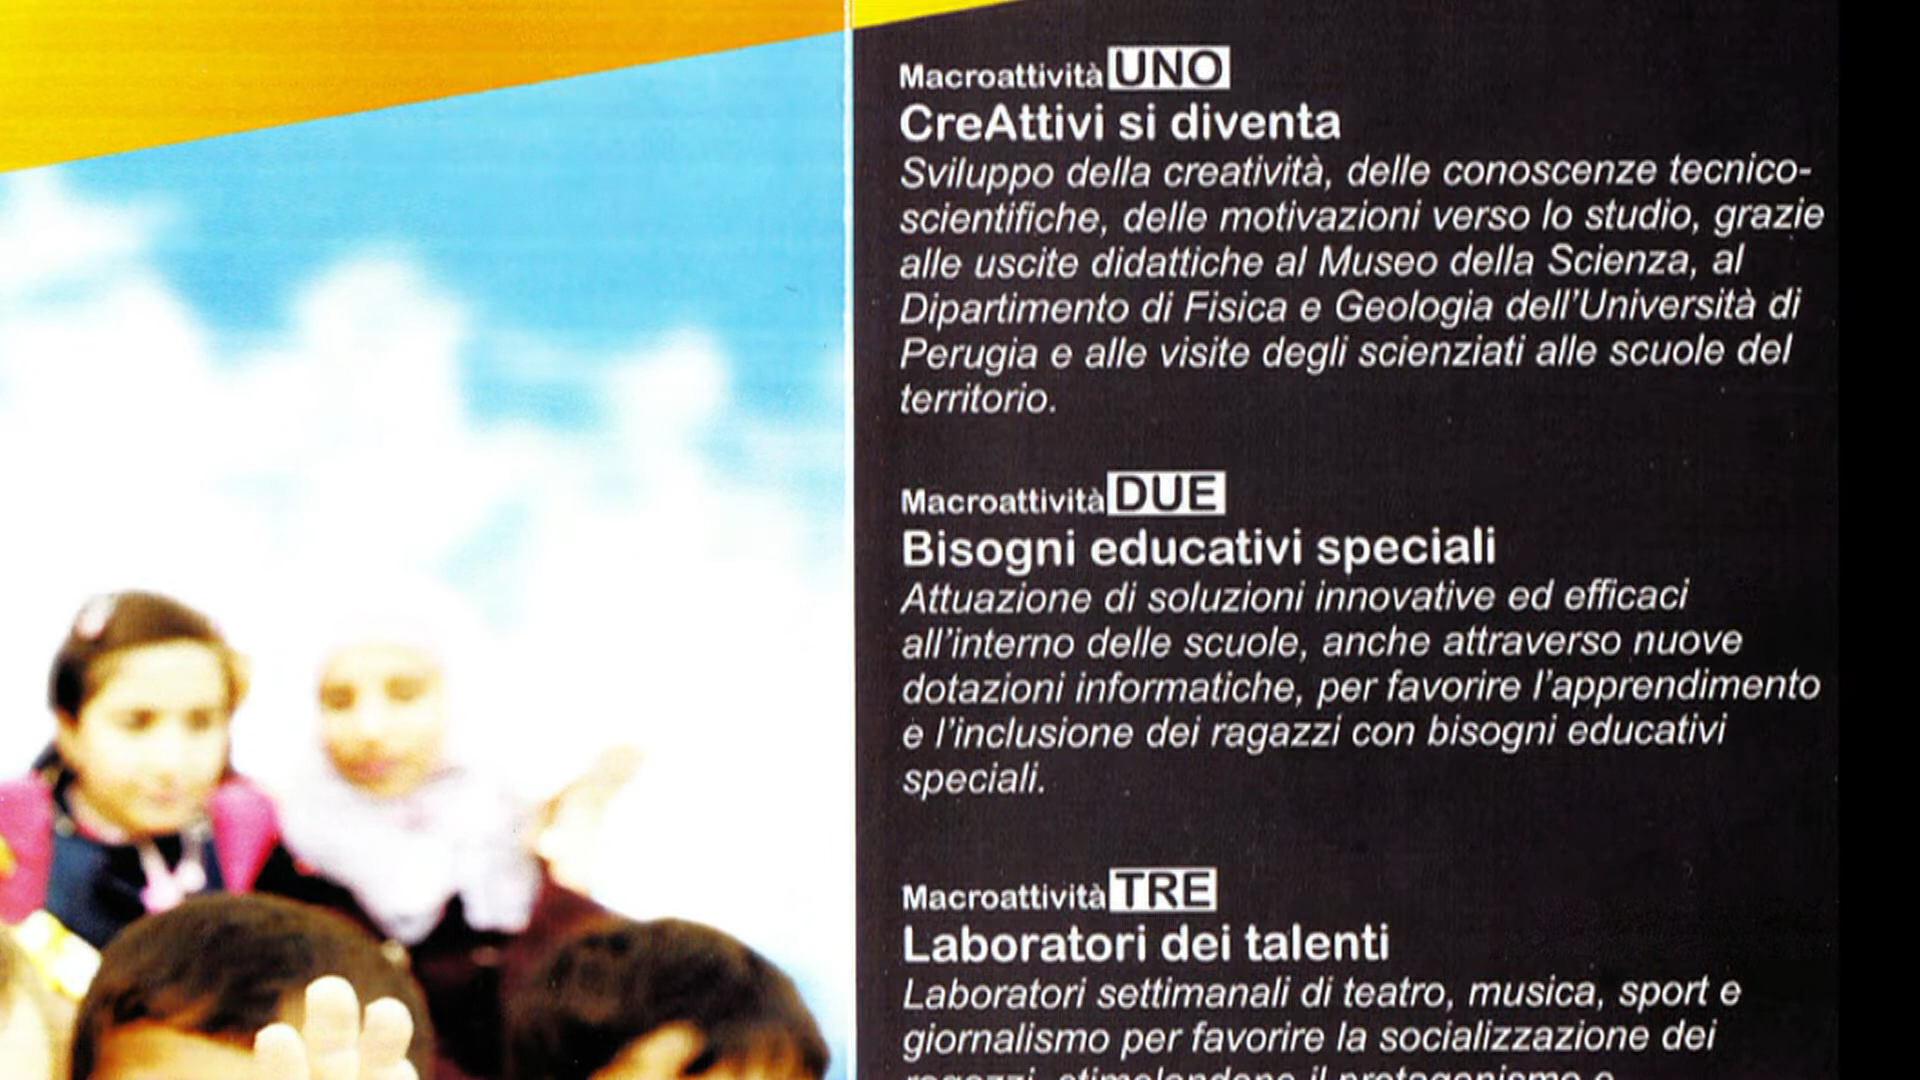 Macroattività UNO
CreAttivi si diventa
Sviluppo della creatività, delle conoscenze tecnico-
scientifiche, delle motivazioni verso lo studio, grazie
alle uscite didattiche al Museo della Scienza, al
Dipartimento di Fisica e Geologia dell'Università di
Perugia e alle visite degli scienziati alle scuole del
territorio.
Macroattività DUE
Bisogni educativi speciali
Attuazione di soluzioni innovative ed efficaci
all'interno delle scuole, anche attraverso nuove
dotazioni informatiche, per favorire l'apprendimento
e l'inclusione dei ragazzi con bisogni educativi
speciali.
Macroattività TRE
Laboratori dei talenti
Laboratori settimanali di teatro, musica, sport e
giornalismo per favorire la socializzazione dei
ragazzi, stimolandone il protagonismo e